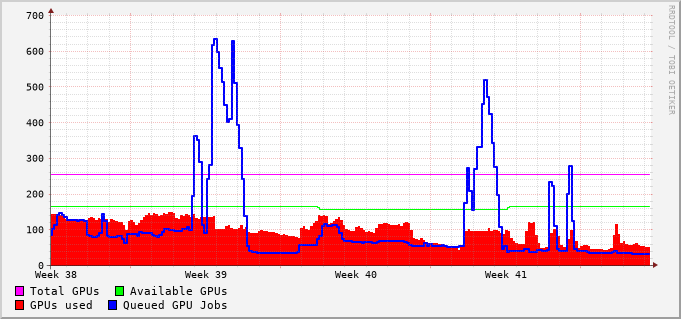 700
600
500
400
300
200
100
0
Week 38 Week 39 Week 40 Week 41
Total GPUs Available GPUs
GPUs used Queued GPU Jobs
RRDTOOL / TOBI OETIKER